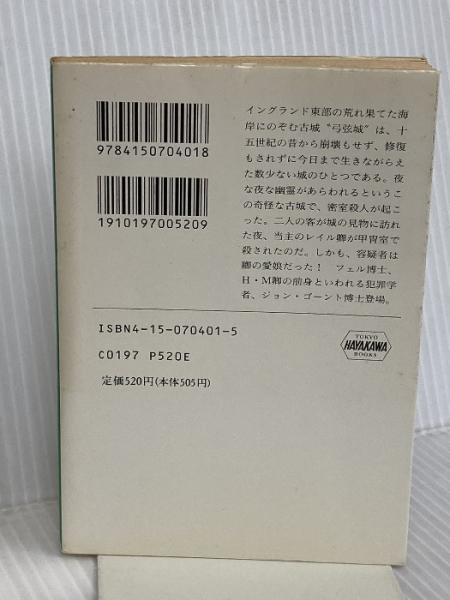 イングランド東部の荒れ果てた海
岸にのぞむ古城〝弓弦城〟は、十
五世紀の昔から崩壊もせず、修復
もされずに今日まで生きながらえ
た数少ない城のひとつである。夜
な夜な幽霊があらわれるというこ
の奇怪な古城で、密室殺人が起こ
った。二人の客が城の見物に訪れ
た夜、当主のレイル卿が甲冑室で
殺されたのだ。しかも、容疑者は
卿の愛娘だった！　フェル博士、
H・M卿の前身といわれる犯罪学
者、ジョン・ゴーント博士登場。
9784150704018
1910197005209
ISBN4-15-070401-5
C0197 P520E
定価520円(本体505円)
TOKYO
HAYAKAWA
BOOKS